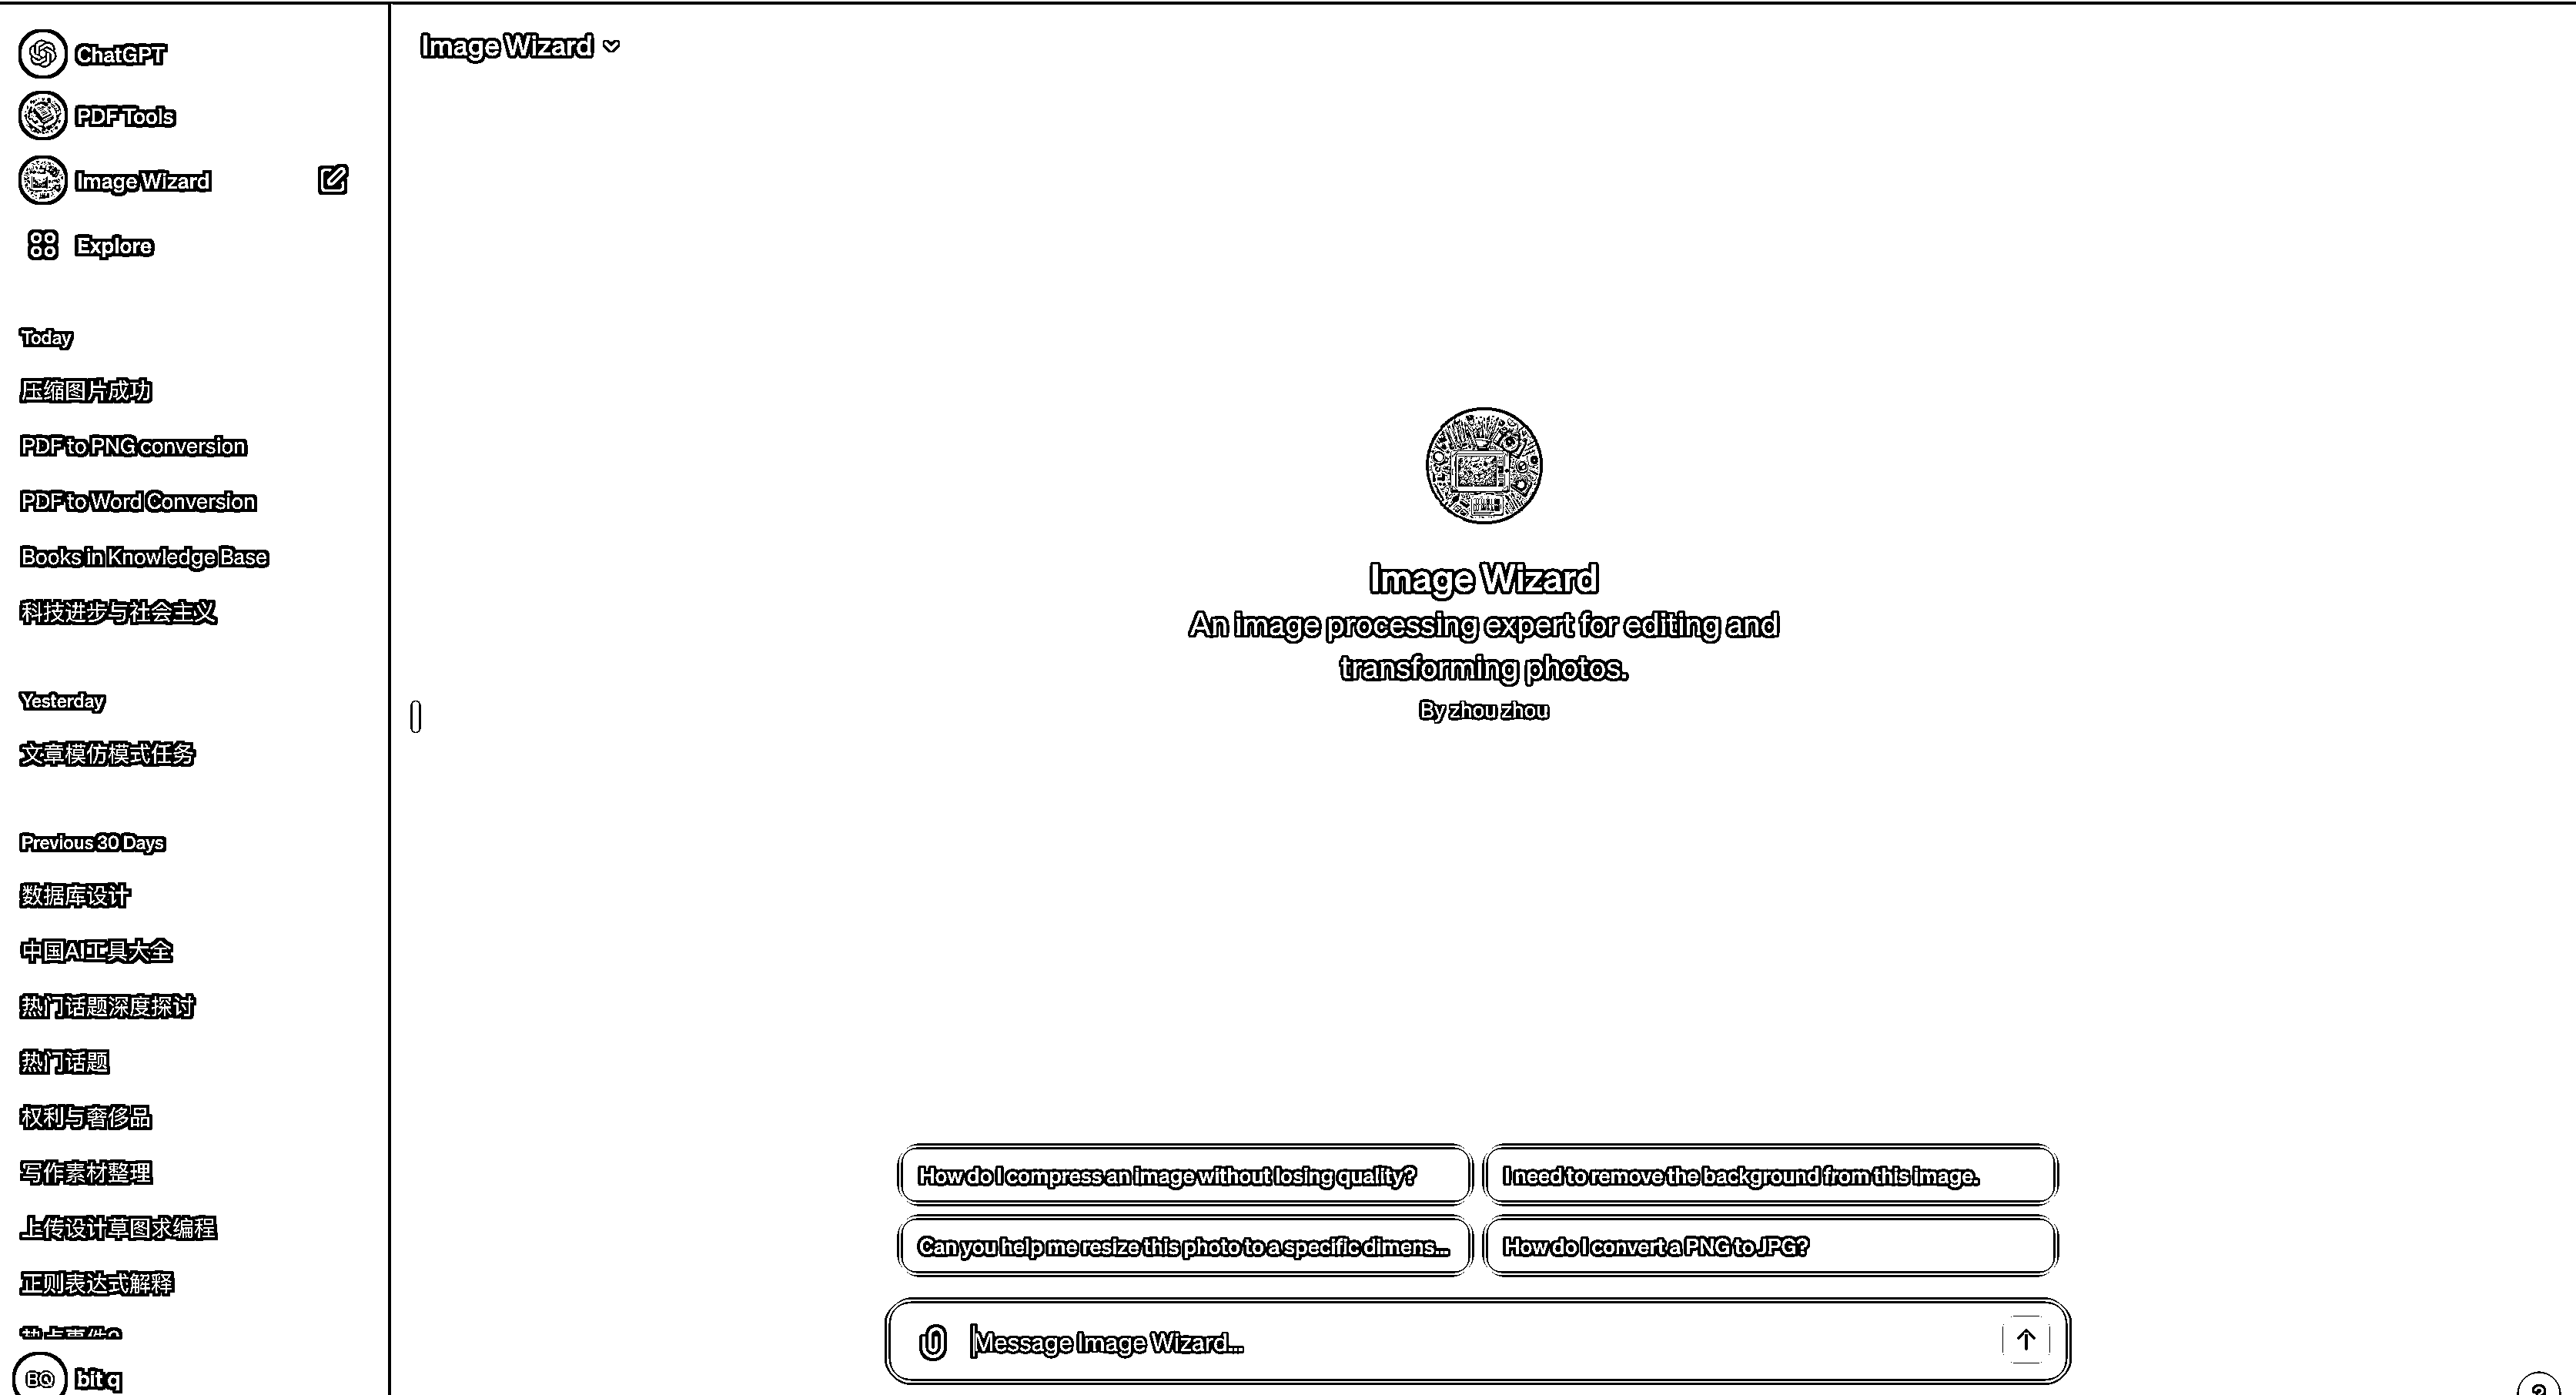 ChatGPT
PDF Tools
Image Wizard
Explore
Today
压缩图片成功
PDF to PNG conversion
PDF to Word Conversion
Books in Knowledge Base
科技进步与社会主义
Yesterday
文章模仿模式任务
Previous 30 Days
数据库设计
中国AI工具大全
热门话题深度探讨
热门话题
权利与奢侈品
写作素材整理
上传设计草图求编程
正则表达式解释
BQ bit q
Image Wizard
Image Wizard
An image processing expert for editing and
transforming photos.
By zhou zhou
How do I compress an image without losing quality?
I need to remove the background from this image.
Can you help me resize this photo to a specific dimens...
How do I convert a PNG to JPG?
Message Image Wizard...
?